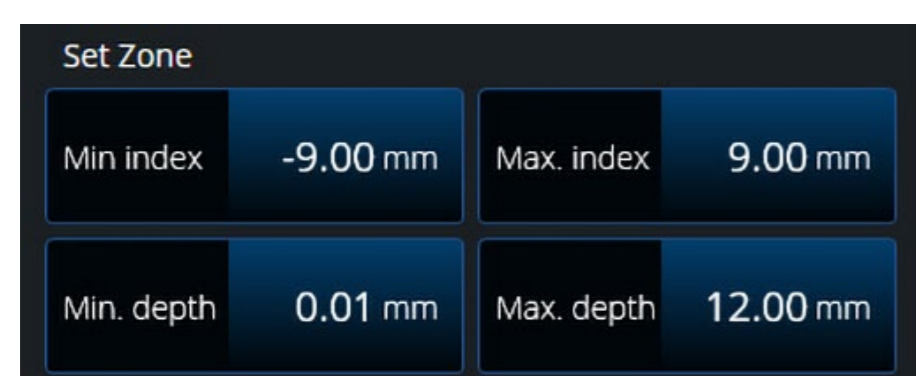 Set Zone
Min index -9.00 mm Max. index 9.00 mm
Min. depth 0.01 mm Max. depth 12.00 mm